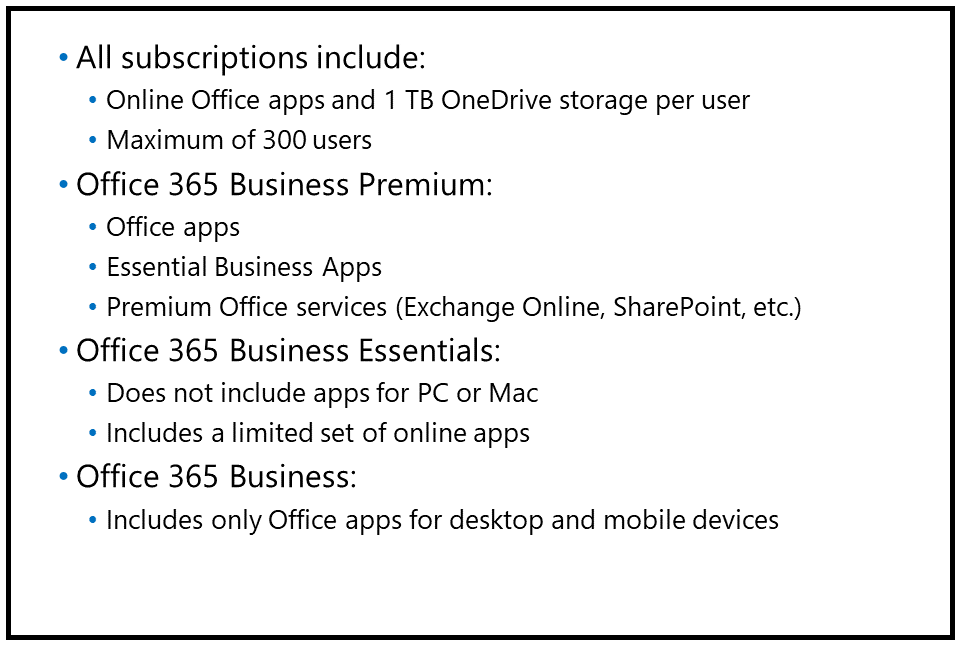 • All subscriptions include:
• Online Office apps and 1 TB OneDrive storage per user
• Maximum of 300 users
• Office 365 Business Premium:
• Office apps
• Essential Business Apps
• Premium Office services (Exchange Online, SharePoint, etc.)
• Office 365 Business Essentials:
• Does not include apps for PC or Mac
• Includes a limited set of online apps
• Office 365 Business:
• Includes only Office apps for desktop and mobile devices